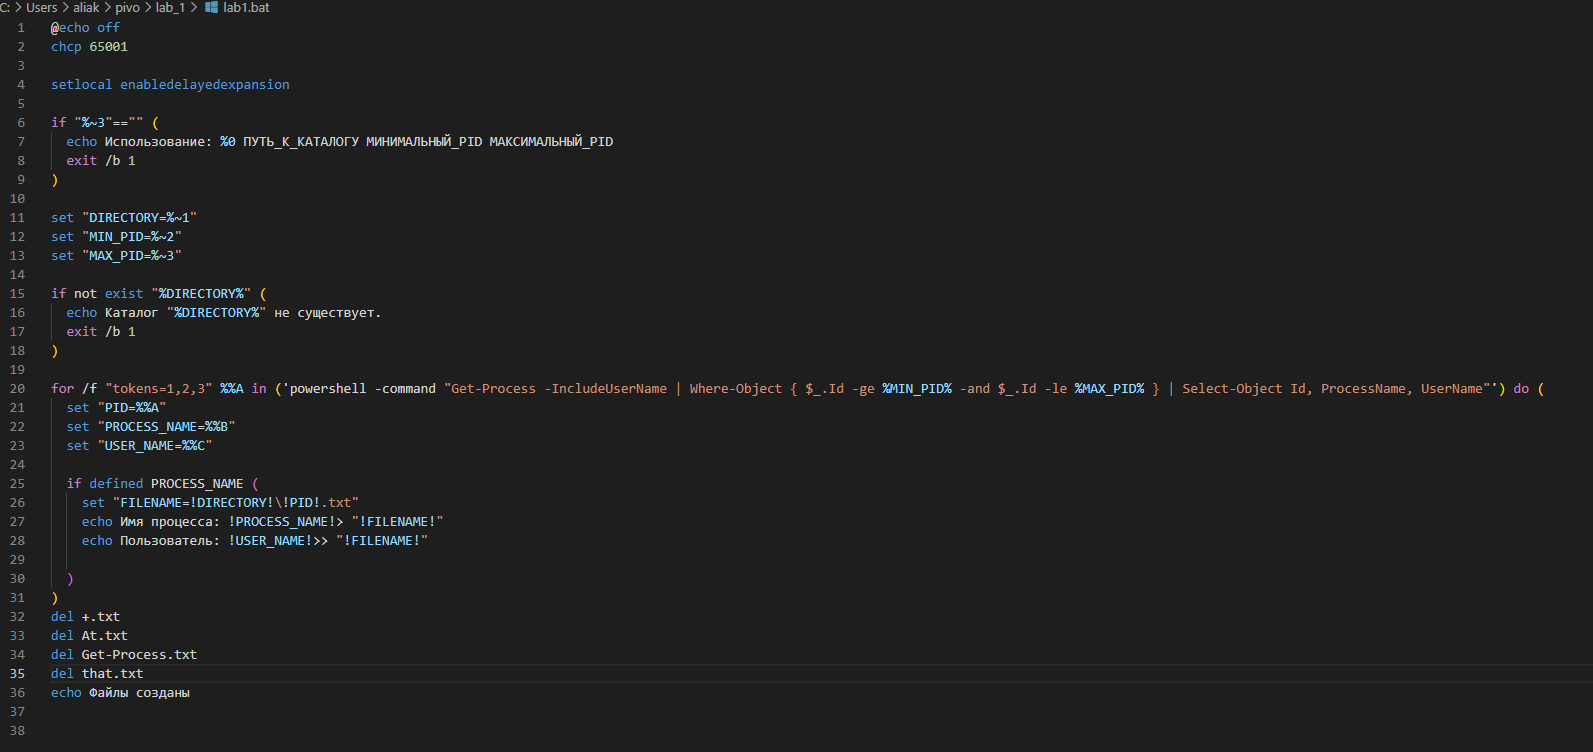 C: > Users > aliak > pivo > lab_1 > lab1.bat
1 @echo off
2 chcp 65001
3
4 setlocal enabledelayedexpansion
5
6 if "%~3"=="" (
7   echo Использование: %0 ПУТЬ_К_КАТАЛОГУ МИНИМАЛЬНЫЙ_PID МАКСИМАЛЬНЫЙ_PID
8   exit /b 1
9 )
10
11 set "DIRECTORY=%~1"
12 set "MIN_PID=%~2"
13 set "MAX_PID=%~3"
14
15 if not exist "%DIRECTORY%" (
16   echo Каталог "%DIRECTORY%" не существует.
17   exit /b 1
18 )
19
20 for /f "tokens=1,2,3" %%A in ('powershell -command "Get-Process -IncludeUserName | Where-Object { $_.Id -ge %MIN_PID% -and $_.Id -le %MAX_PID% } | Select-Object Id, ProcessName, UserName"') do (
21   set "PID=%%A"
22   set "PROCESS_NAME=%%B"
23   set "USER_NAME=%%C"
24
25   if defined PROCESS_NAME (
26     set "FILENAME=!DIRECTORY!\!PID!.txt"
27     echo Имя процесса: !PROCESS_NAME!> "!FILENAME!"
28     echo Пользователь: !USER_NAME!>> "!FILENAME!"
29
30   )
31 )
32 del +.txt
33 del At.txt
34 del Get-Process.txt
35 del that.txt
36 echo Файлы созданы
37
38